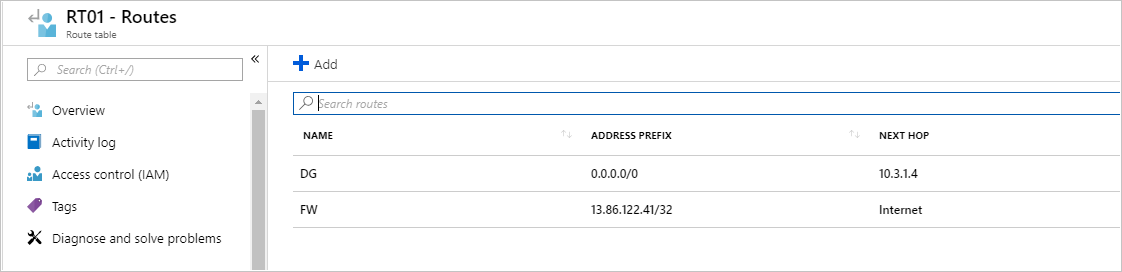 RT01 - Routes
Route table
Search (Ctrl+/)
Overview
Activity log
Access control (IAM)
Tags
Diagnose and solve problems
Add
Search routes
NAME ADDRESS PREFIX NEXT HOP
DG 0.0.0.0/0 10.3.1.4
FW 13.86.122.41/32 Internet